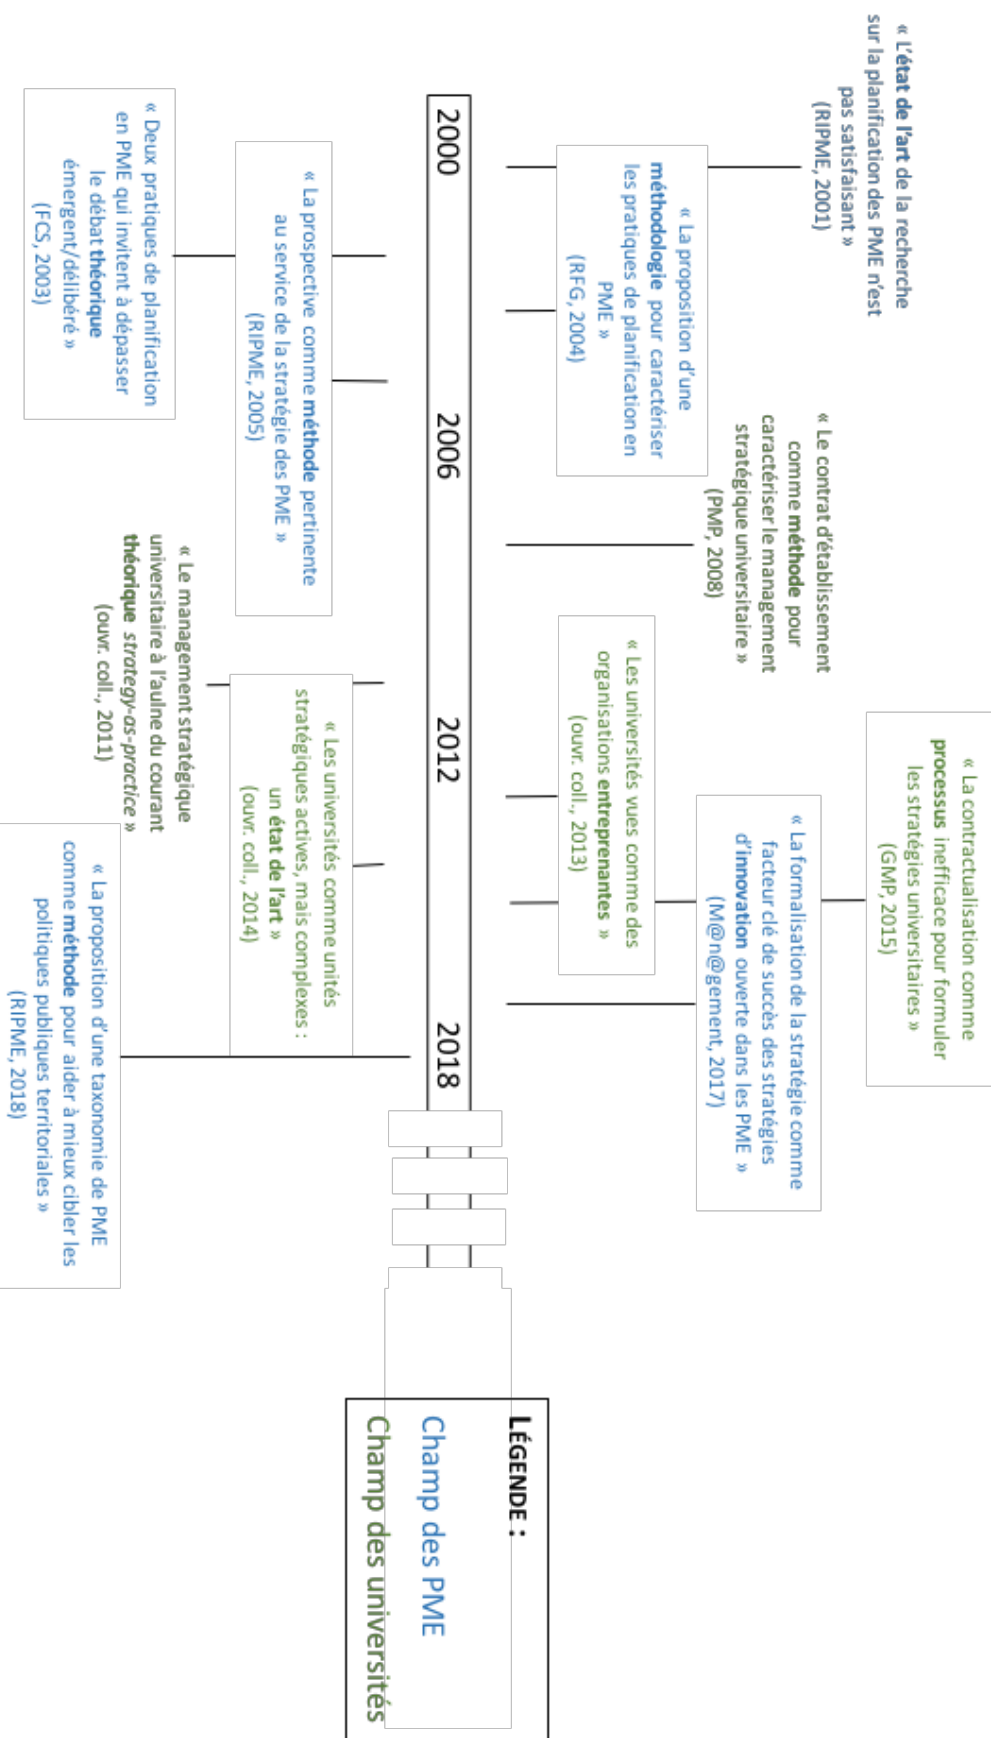 « L'état de l'art de la recherche
sur la planification des PME n'est
pas satisfaisant »
(RIPME, 2001)
« La proposition d'une
méthodologie pour caractériser
les pratiques de planification en
PME »
(RFG, 2004)
« Le contrat d'établissement
comme méthode pour
caractériser le management
stratégique universitaire »
(PMP, 2008)
« Les universités vues comme des
organisations entreprenantes »
(ouvr. coll., 2013)
« La contractualisation comme
processus inefficace pour formuler
les stratégies universitaires »
(GMP, 2015)
« La formalisation de la stratégie comme
facteur clé de succès des stratégies
d'innovation ouverte dans les PME »
(M@n@gement, 2017)
2000
2006
2012
2018
« La prospective comme méthode pertinente
au service de la stratégie des PME »
(RIPME, 2005)
« Deux pratiques de planification
en PME qui invitent à dépasser
le débat théorique
émergent/délibéré »
(FCS, 2003)
« Le management stratégique
universitaire à l'aulne du courant
théorique strategy-as-practice »
(ouvr. coll., 2011)
« Les universités comme unités
stratégiques actives, mais complexes :
un état de l'art »
(ouvr. coll., 2014)
« La proposition d'une taxonomie de PME
comme méthode pour aider à mieux cibler les
politiques publiques territoriales »
(RIPME, 2018)
LÉGENDE :
Champ des PME
Champ des universités